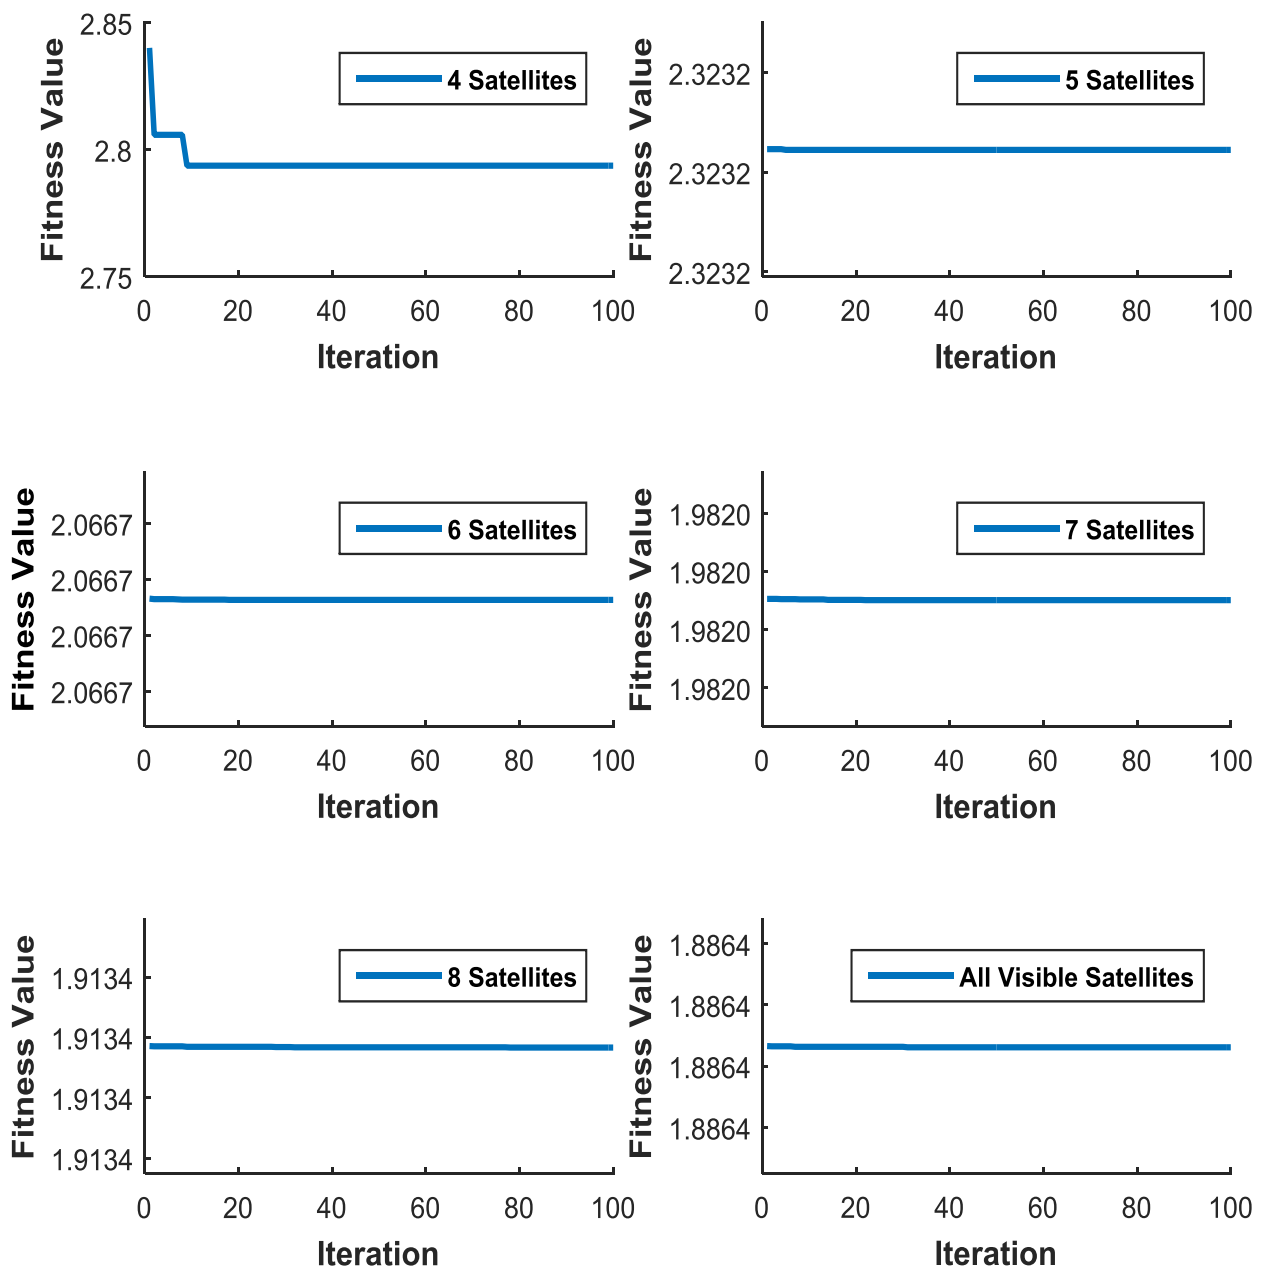 2.85
2.8
2.75
Fitness Value
4 Satellites
0 20 40 60 80 100
Iteration
2.3232
2.3232
2.3232
Fitness Value
5 Satellites
0 20 40 60 80 100
Iteration
2.0667
2.0667
2.0667
2.0667
Fitness Value
6 Satellites
0 20 40 60 80 100
Iteration
1.9820
1.9820
1.9820
1.9820
Fitness Value
7 Satellites
0 20 40 60 80 100
Iteration
1.9134
1.9134
1.9134
1.9134
Fitness Value
8 Satellites
0 20 40 60 80 100
Iteration
1.8864
1.8864
1.8864
1.8864
Fitness Value
All Visible Satellites
0 20 40 60 80 100
Iteration